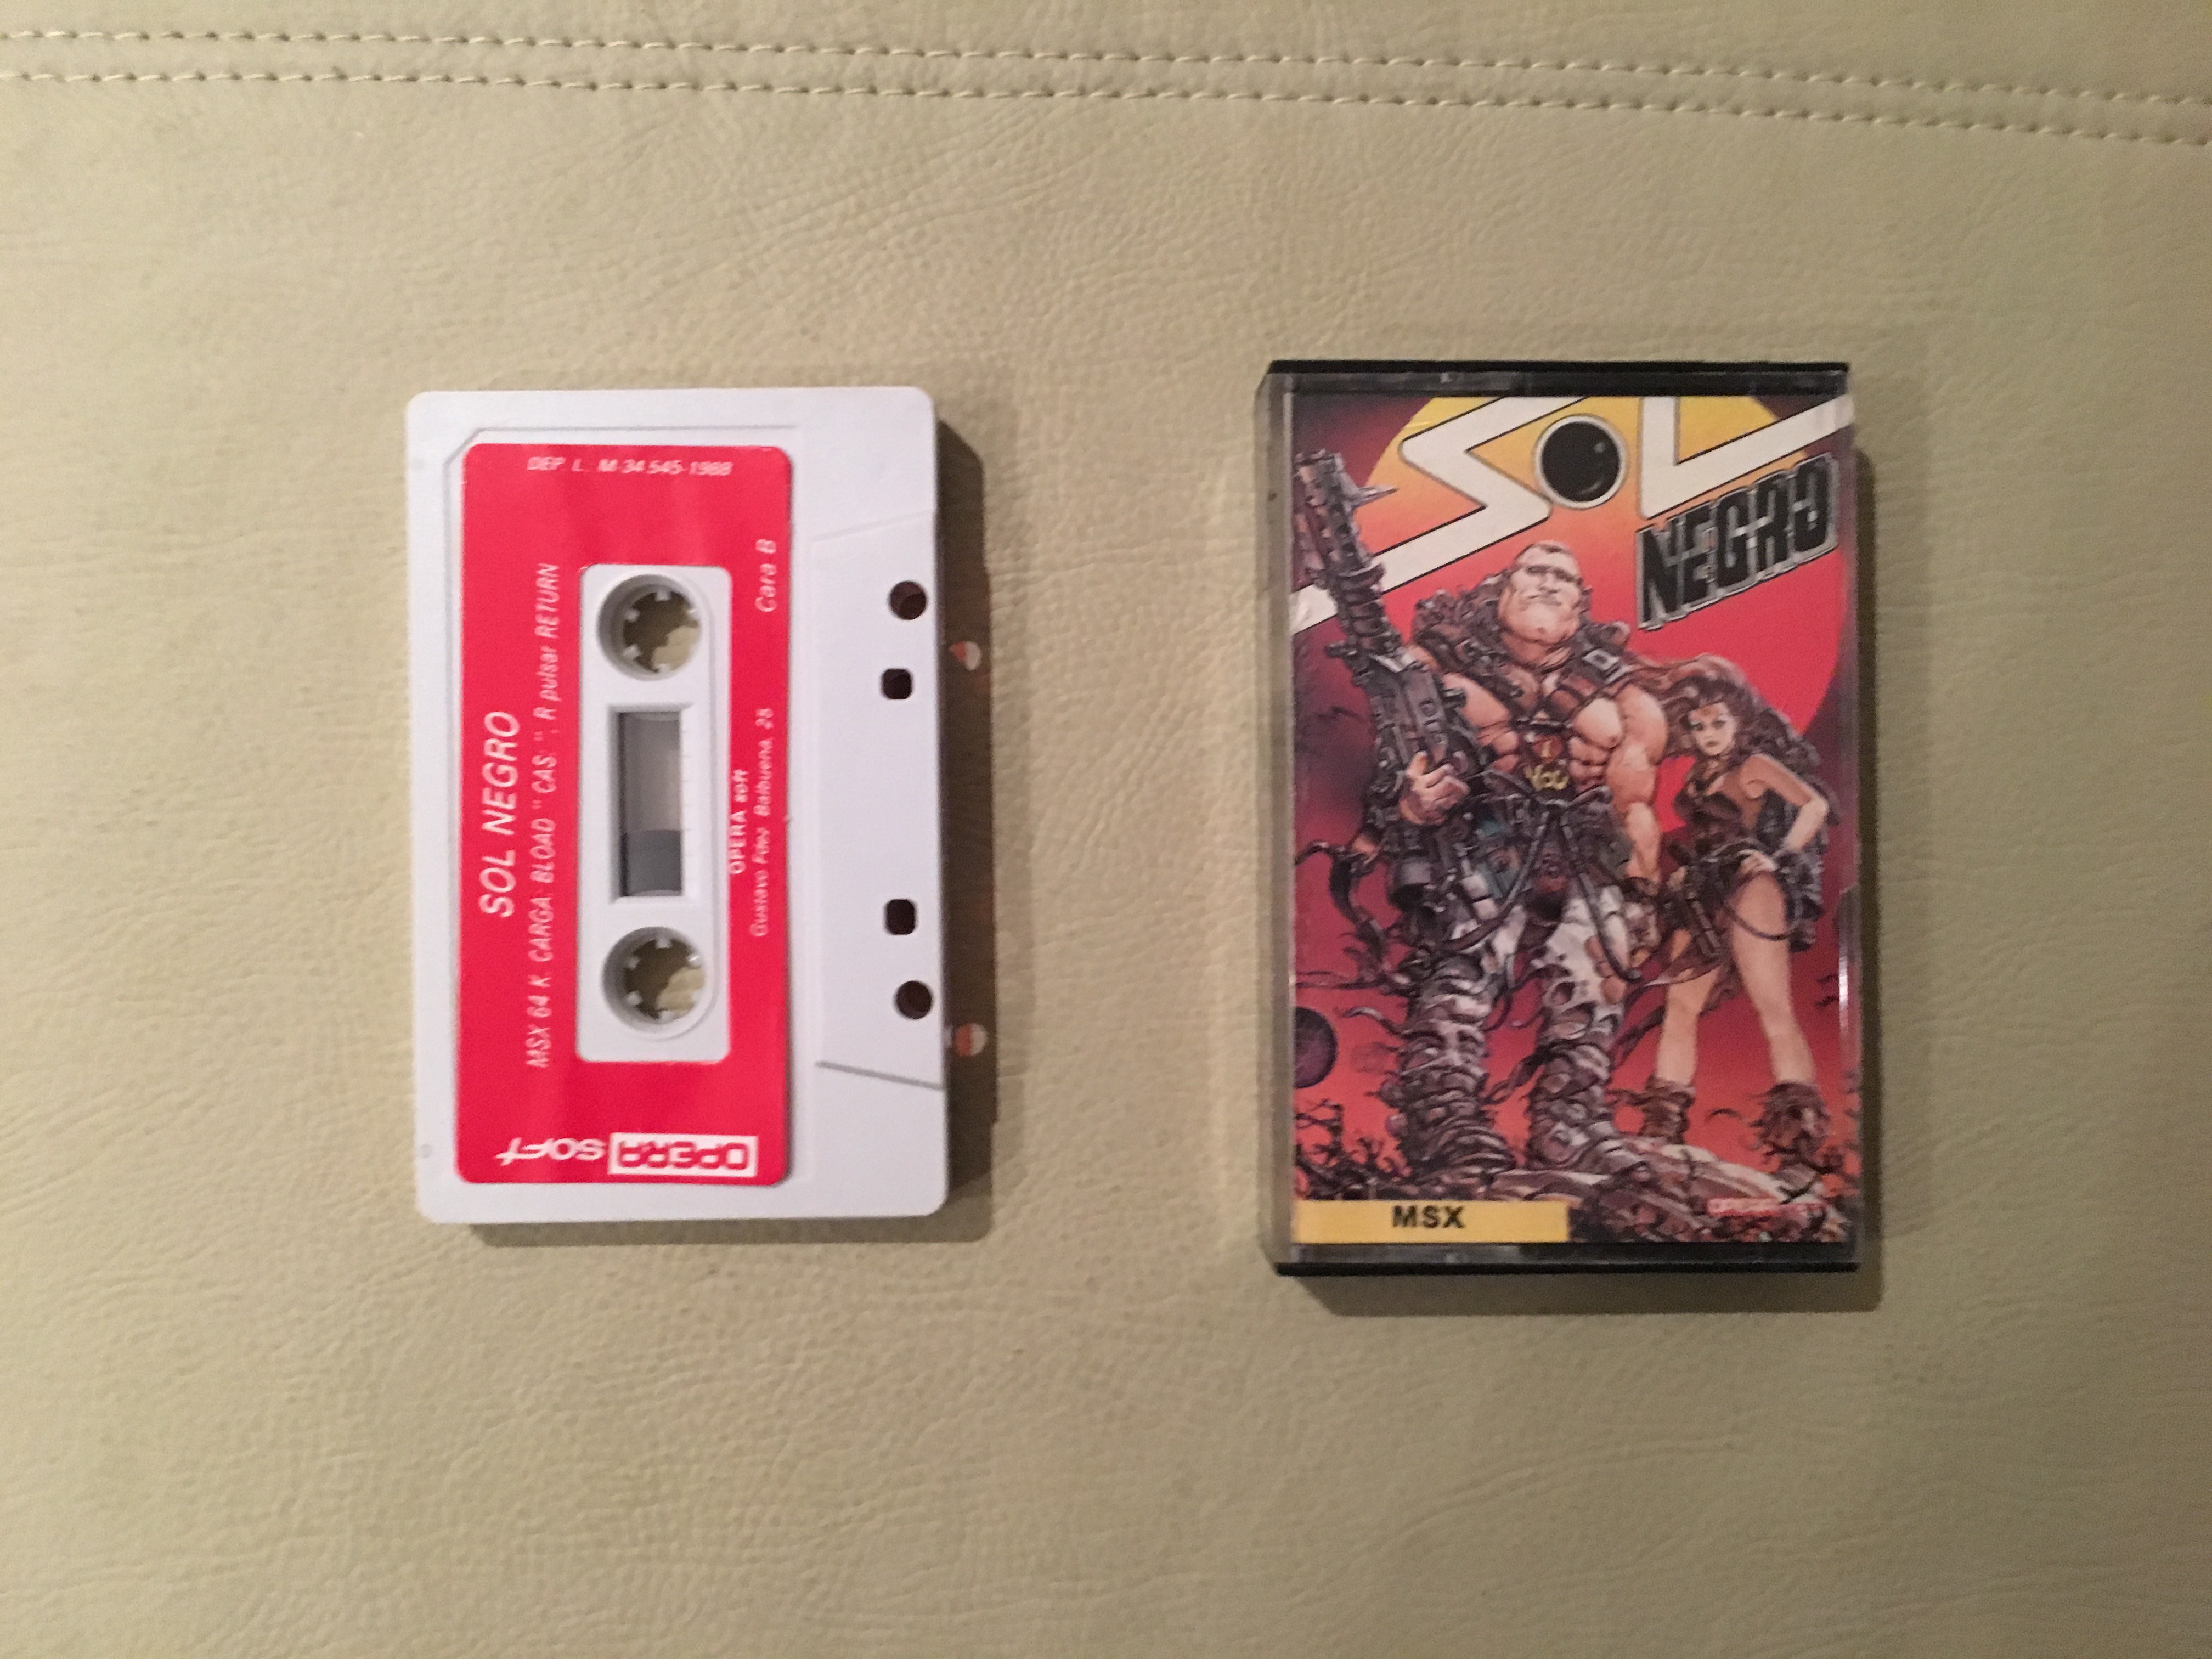 DEP. L. M-34.545-1988
SOL NEGRO
MSX 64 K. CARGA: BLOAD " CAS: ", R pulsar RETURN
Cara B
OPERA soft
Gustavo Fdez. Balbuena, 25
OPERA SOFT
SOL
NEGRO
MSX